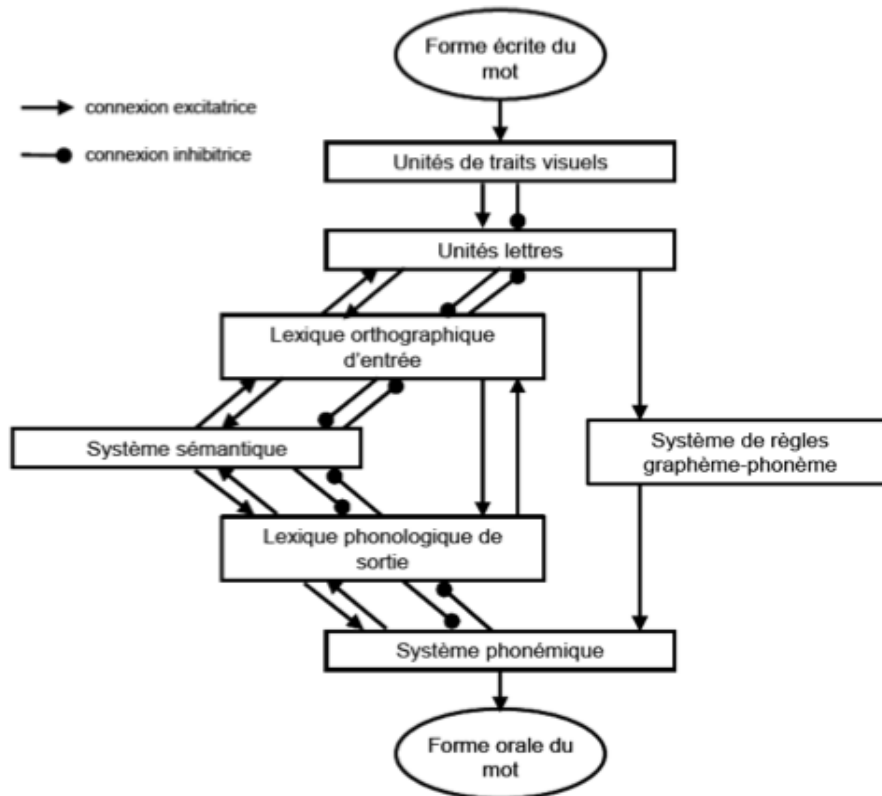 Forme écrite du
mot
connexion excitatrice
connexion inhibitrice
Unités de traits visuels
Unités lettres
Lexique orthographique
d'entrée
Système sémantique
Système de règles
graphème-phonème
Lexique phonologique de
sortie
Système phonémique
Forme orale du
mot